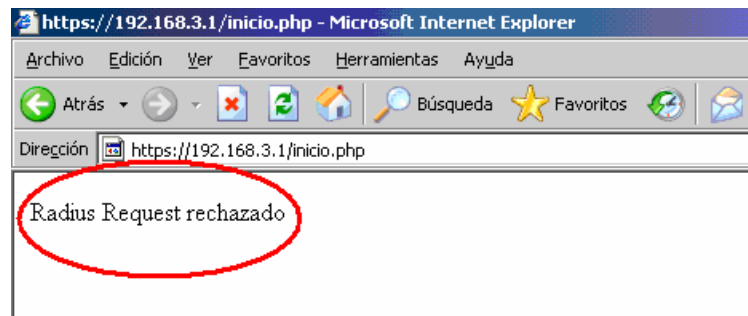 https://192.168.3.1/inicio.php - Microsoft Internet Explorer
Archivo Edición Ver Favoritos Herramientas Ayuda
Atrás Búsqueda Favoritos
Dirección https://192.168.3.1/inicio.php
Radius Request rechazado